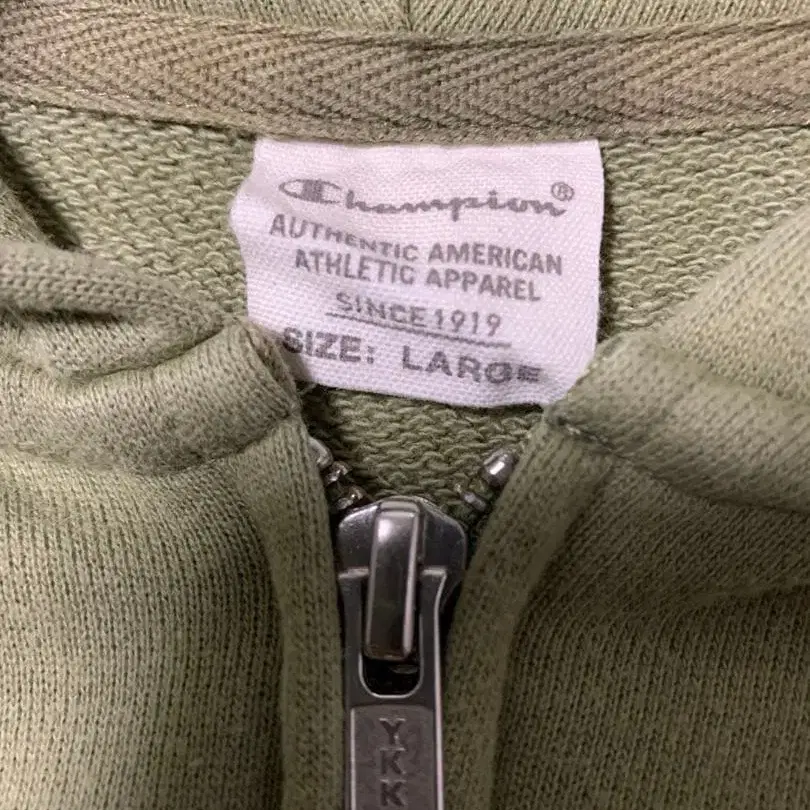 Champion®
AUTHENTIC AMERICAN
ATHLETIC APPAREL
SINCE 1919
SIZE: LARGE
YKK